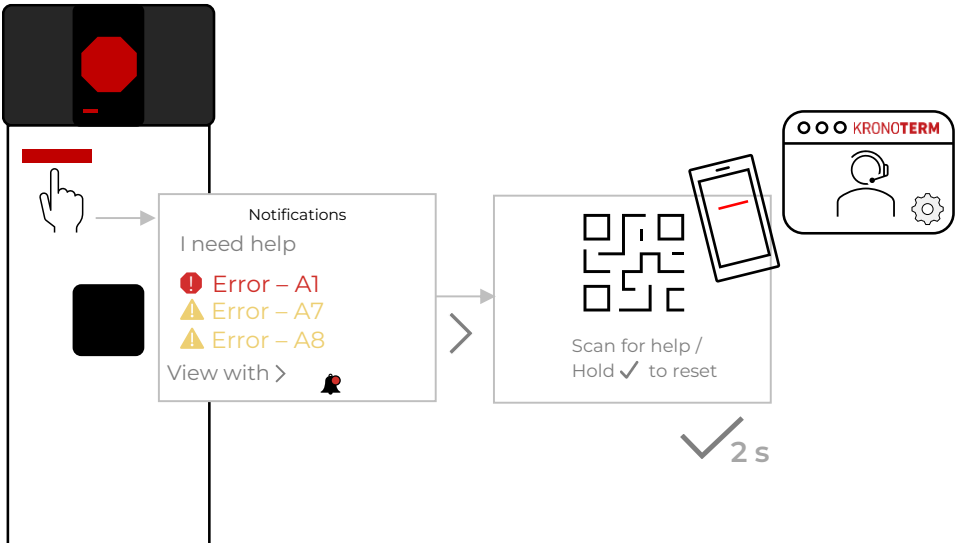 KRONOTERM
Notifications
I need help
Error – A1
Error – A7
Error – A8
View with >
Scan for help /
Hold ✓ to reset
2 s